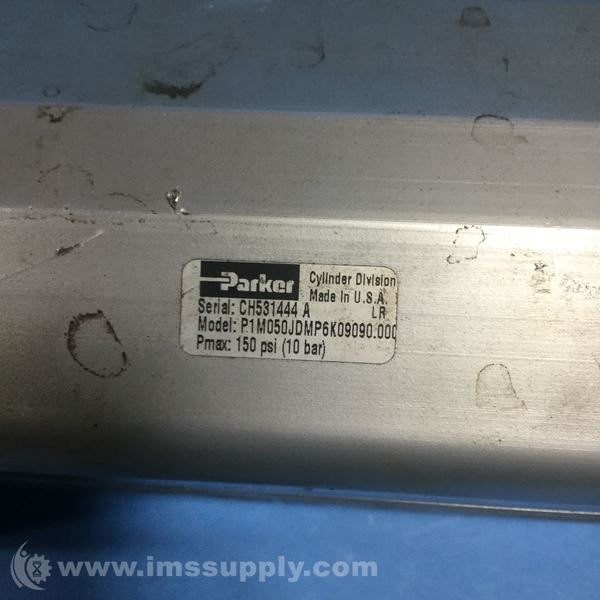 Parker Cylinder Division
Made In U.S.A.
Serial: CH531444 A LR
Model: P1M050JDMP6K09090.000
Pmax: 150 psi (10 bar)
www.imssupply.com